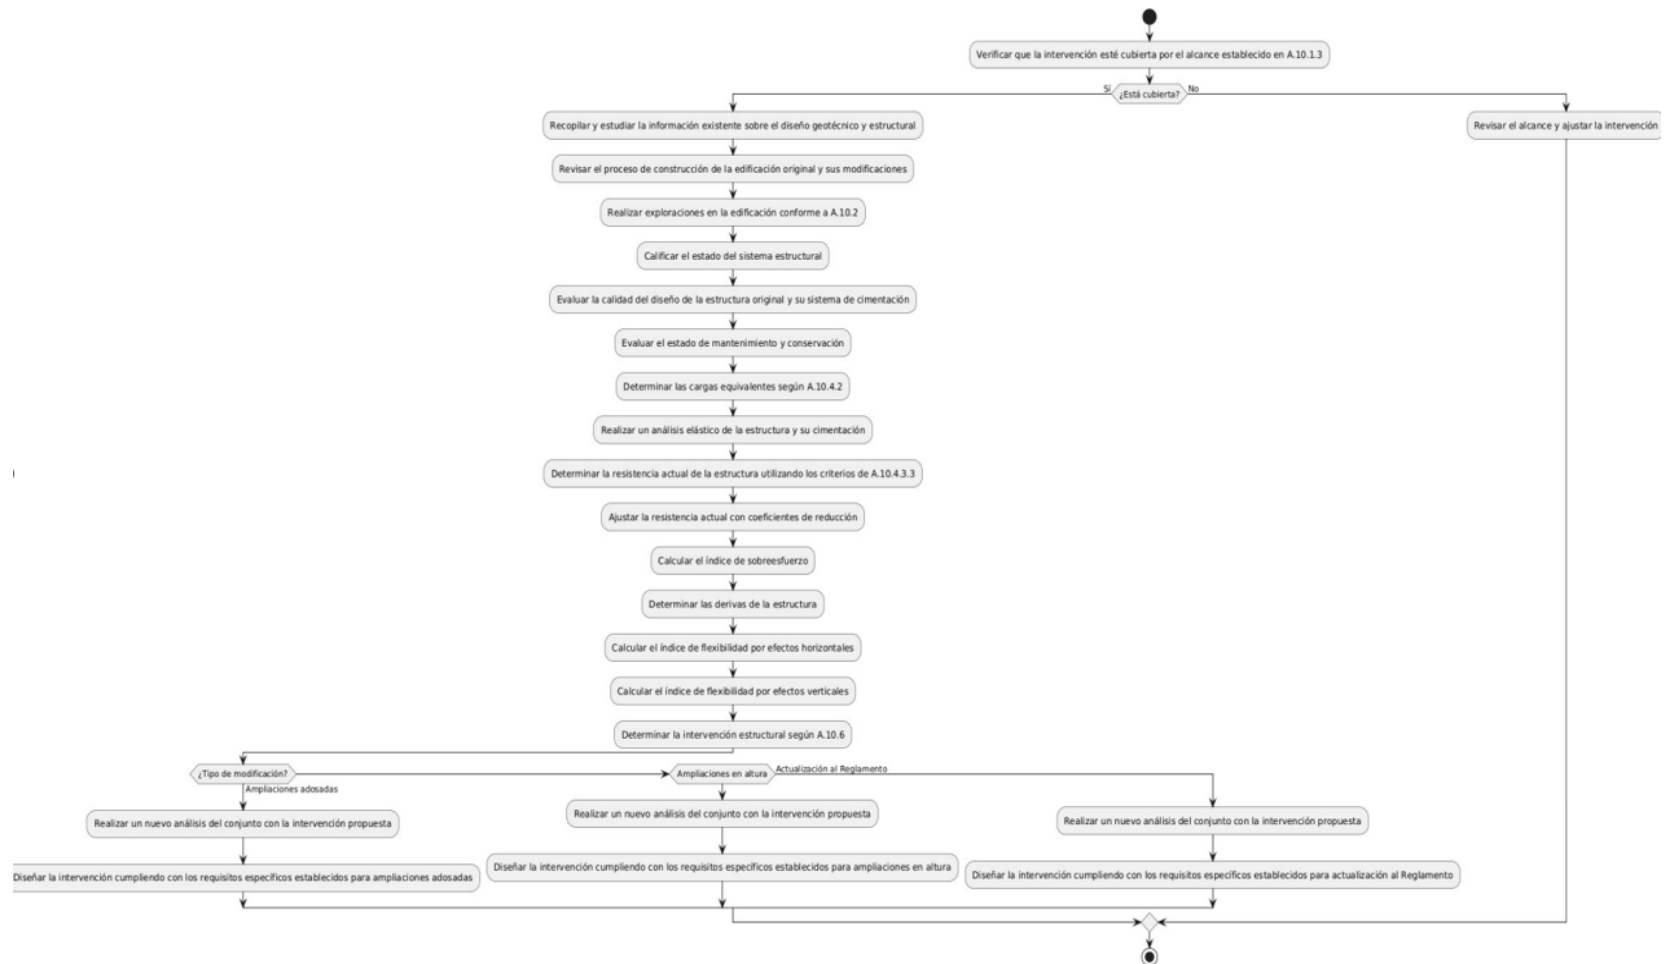 Verificar que la intervención esté cubierta por el alcance establecido en A.10.1.3
Sí
¿Está cubierta?
No
Recopilar y estudiar la información existente sobre el diseño geotécnico y estructural
Revisar el alcance y ajustar la intervención
Revisar el proceso de construcción de la edificación original y sus modificaciones
Realizar exploraciones en la edificación conforme a A.10.2
Calificar el estado del sistema estructural
Evaluar la calidad del diseño de la estructura original y su sistema de cimentación
Evaluar el estado de mantenimiento y conservación
Determinar las cargas equivalentes según A.10.4.2
Realizar un análisis elástico de la estructura y su cimentación
Determinar la resistencia actual de la estructura utilizando los criterios de A.10.4.3.3
Ajustar la resistencia actual con coeficientes de reducción
Calcular el índice de sobreesfuerzo
Determinar las derivas de la estructura
Calcular el índice de flexibilidad por efectos horizontales
Calcular el índice de flexibilidad por efectos verticales
Determinar la intervención estructural según A.10.6
¿Tipo de modificación?
Ampliaciones adosadas
Ampliaciones en altura
Actualización al Reglamento
Realizar un nuevo análisis del conjunto con la intervención propuesta
Realizar un nuevo análisis del conjunto con la intervención propuesta
Realizar un nuevo análisis del conjunto con la intervención propuesta
Diseñar la intervención cumpliendo con los requisitos específicos establecidos para ampliaciones adosadas
Diseñar la intervención cumpliendo con los requisitos específicos establecidos para ampliaciones en altura
Diseñar la intervención cumpliendo con los requisitos específicos establecidos para actualización al Reglamento